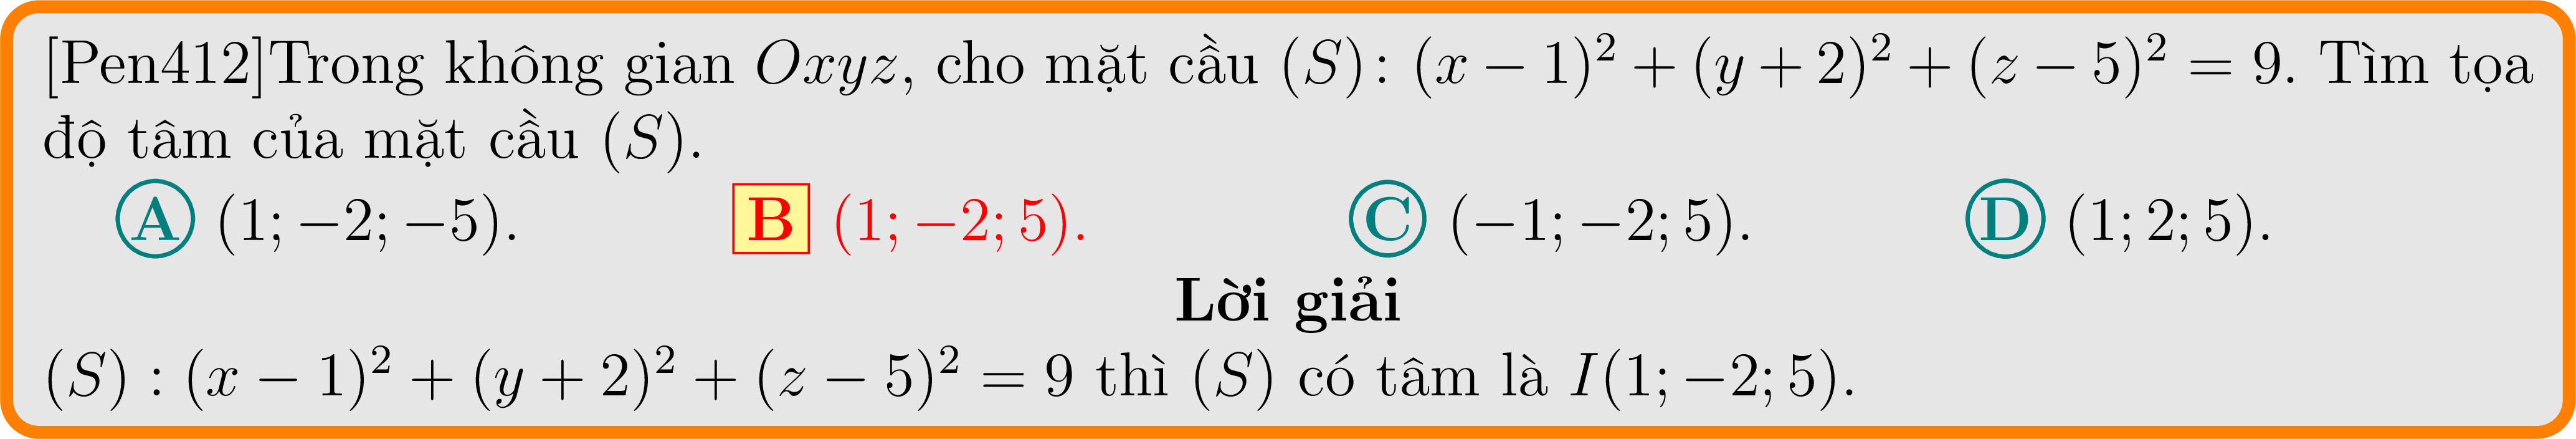 [Pen412]Trong không gian Oxyz, cho mặt cầu (S): (x − 1)² + (y + 2)² + (z − 5)² = 9. Tìm tọa
độ tâm của mặt cầu (S).
A (1; −2; −5). B (1; −2; 5). C (−1; −2; 5). D (1; 2; 5).
Lời giải
(S) : (x − 1)² + (y + 2)² + (z − 5)² = 9 thì (S) có tâm là I(1; −2; 5).